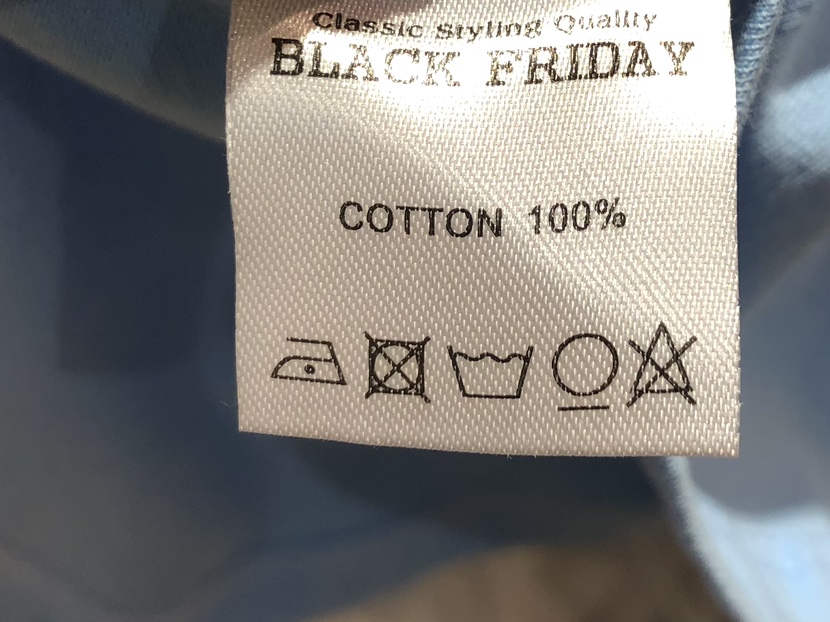 Classic Styling Quality
BLACK FRIDAY
COTTON 100%